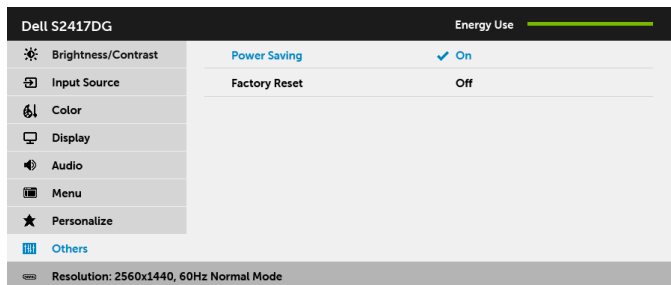 Dell S2417DG Energy Use
Brightness/Contrast Power Saving On
Input Source Factory Reset Off
Color
Display
Audio
Menu
Personalize
Others
Resolution: 2560x1440, 60Hz Normal Mode